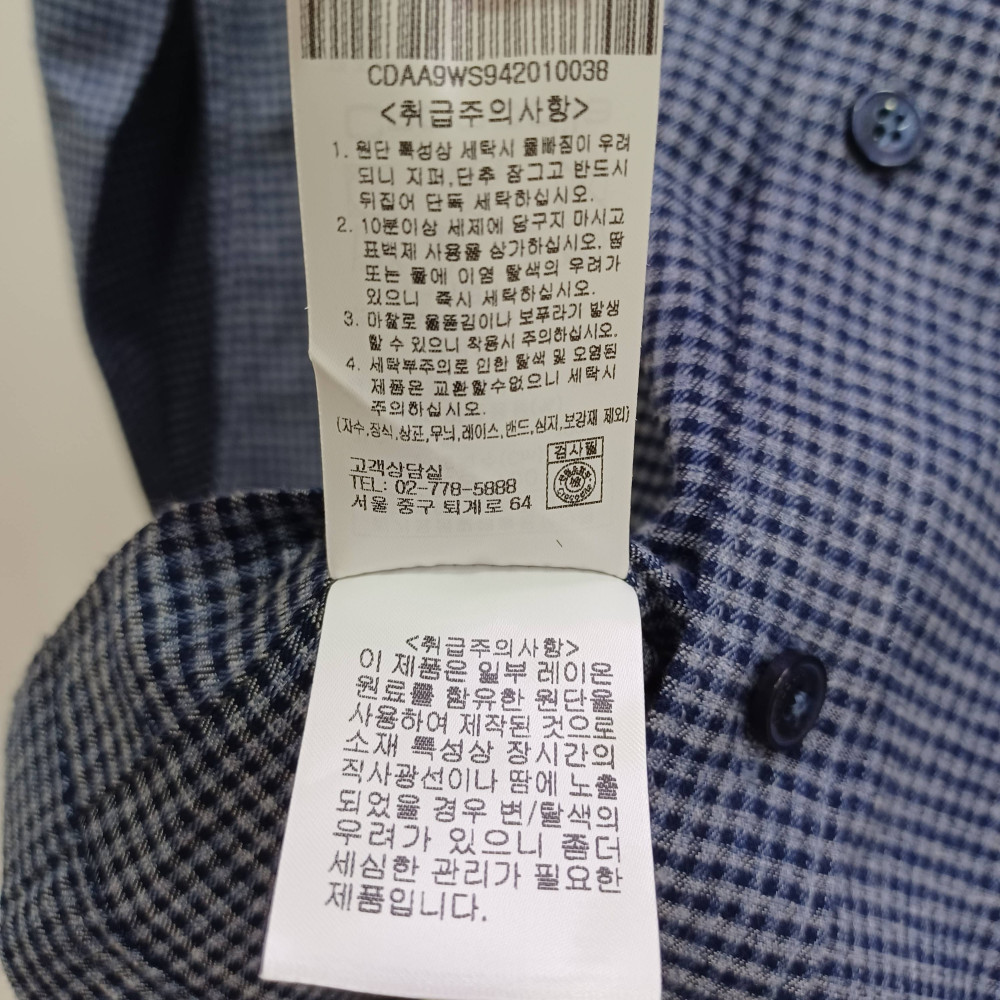 CDAA9WS942010038
<취급주의사항>
1. 원단 특성상 세탁시 물빠짐이 우려
되니 지퍼,단추 잠그고 반드시
뒤집어 단독 세탁하십시오.
2. 10분이상 세제에 담구지 마시고
표백제 사용을 삼가하십시오. 땀
또는 물에 이염 탈색의 우려가
있으니 즉시 세탁하십시오.
3. 마찰로 올뜯김이나 보푸라기 발생
할 수 있으니 착용시 주의하십시오.
4. 세탁부주의로 인한 탈색 및 오염된
제품은 교환할수없으니 세탁시
주의하십시오.
(자수,장식,상표,무늬,레이스,밴드,심지,보강재 제외)
검사필
고객상담실
TEL: 02-778-5888
서울 중구 퇴계로 64
<취급주의사항>
이 제품은 일부 레이온
원료를 함유한 원단을
사용하여 제작된 것으로
소재 특성상 장시간의
직사광선이나 땀에 노출
되었을 경우 변/탈색의
우려가 있으니 좀더
세심한 관리가 필요한
제품입니다.